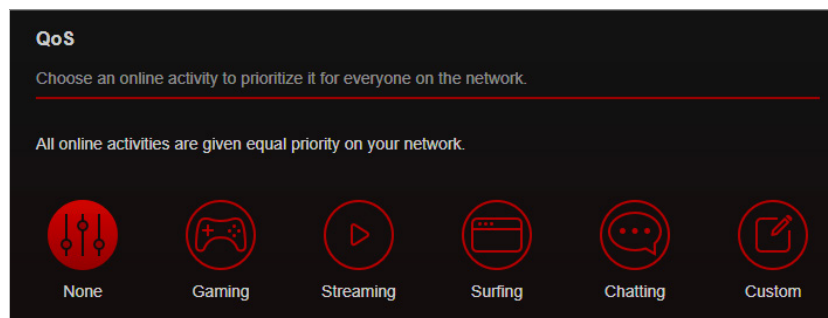 QoS
Choose an online activity to prioritize it for everyone on the network.
All online activities are given equal priority on your network.
None Gaming Streaming Surfing Chatting Custom